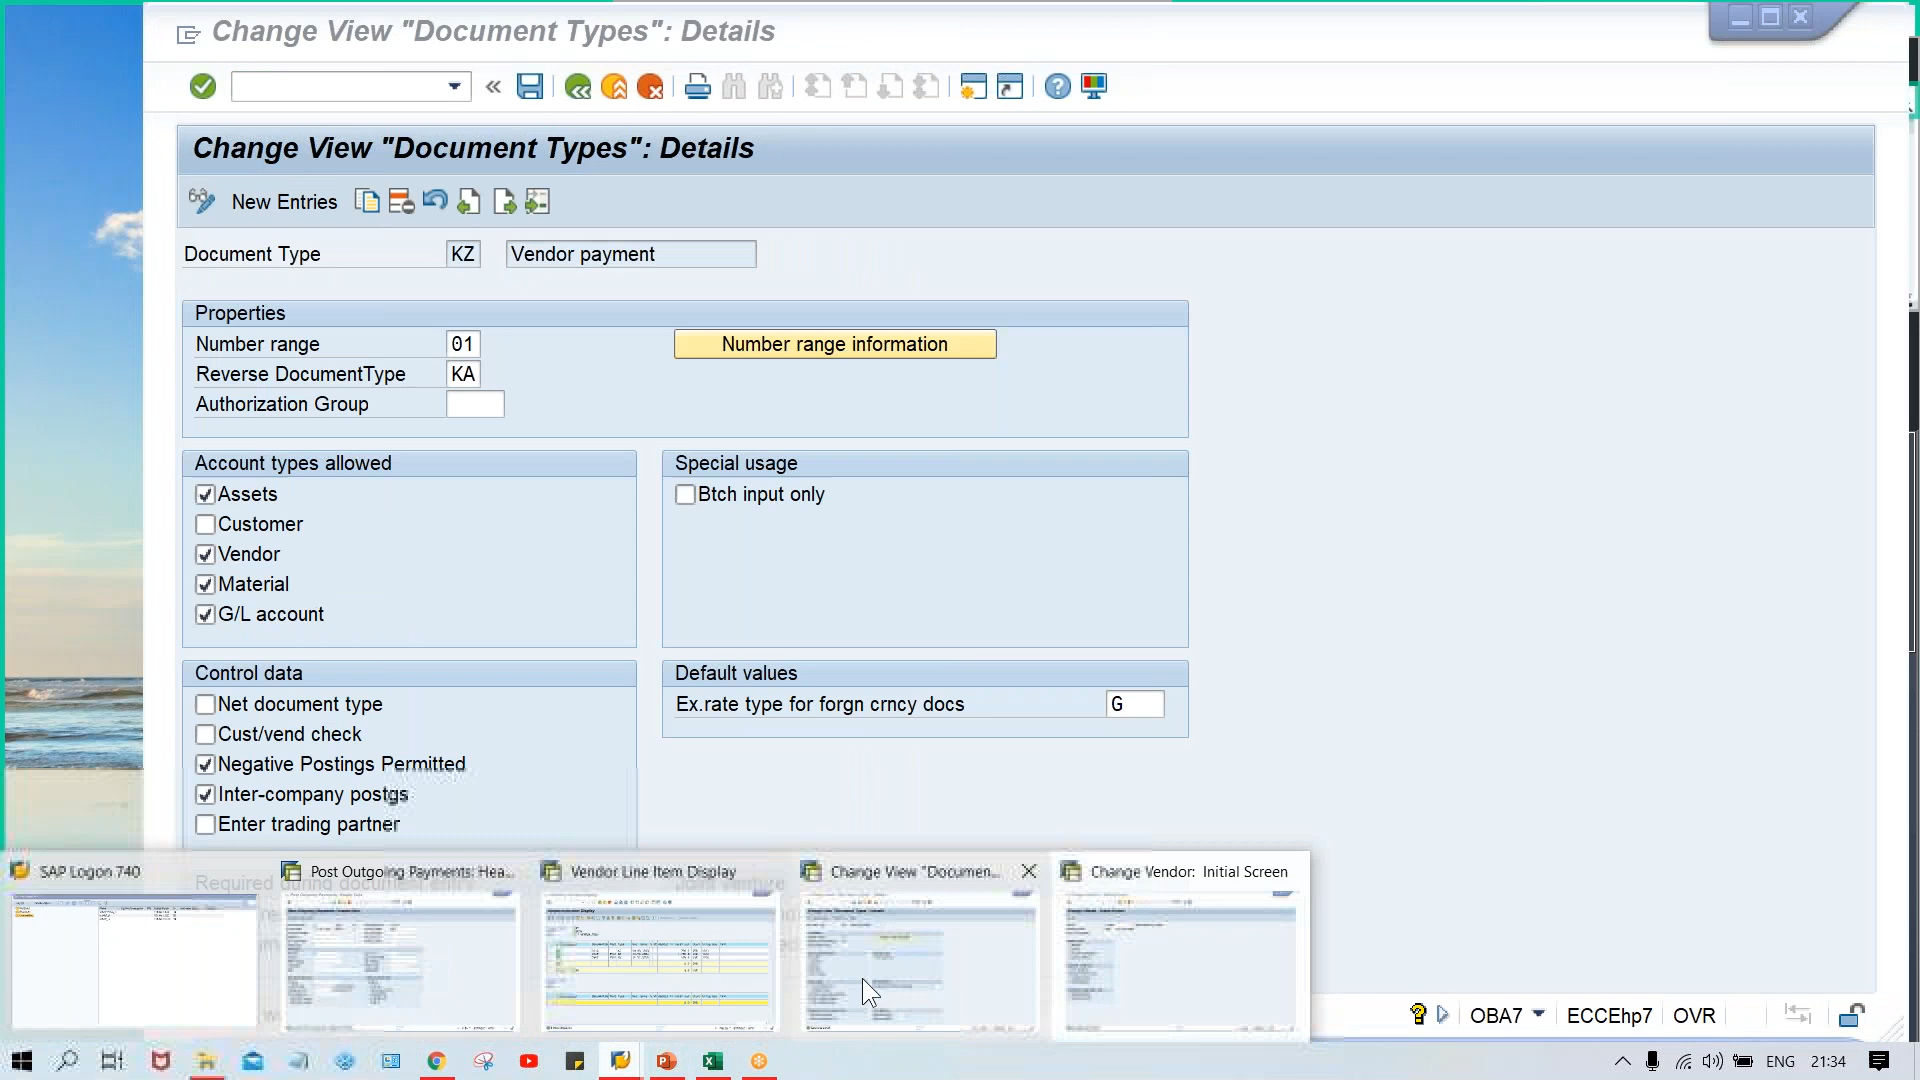 Change View "Document Types": Details
Change View "Document Types": Details
New Entries
Document Type KZ Vendor payment
Properties
Number range 01 Number range information
Reverse DocumentType KA
Authorization Group
Account types allowed
Special usage
Assets
Btch input only
Customer
Vendor
Material
G/L account
Control data
Default values
Net document type
Ex.rate type for forgn crncy docs G
Cust/vend check
Negative Postings Permitted
Inter-company postgs
Enter trading partner
SAP Logon 740
Post Outgoing Payments: Hea...
Vendor Line Item Display
Change View "Documen...
Change Vendor: Initial Screen
Required during document entry
OBA7 ECCEhp7 OVR
ENG 21:34